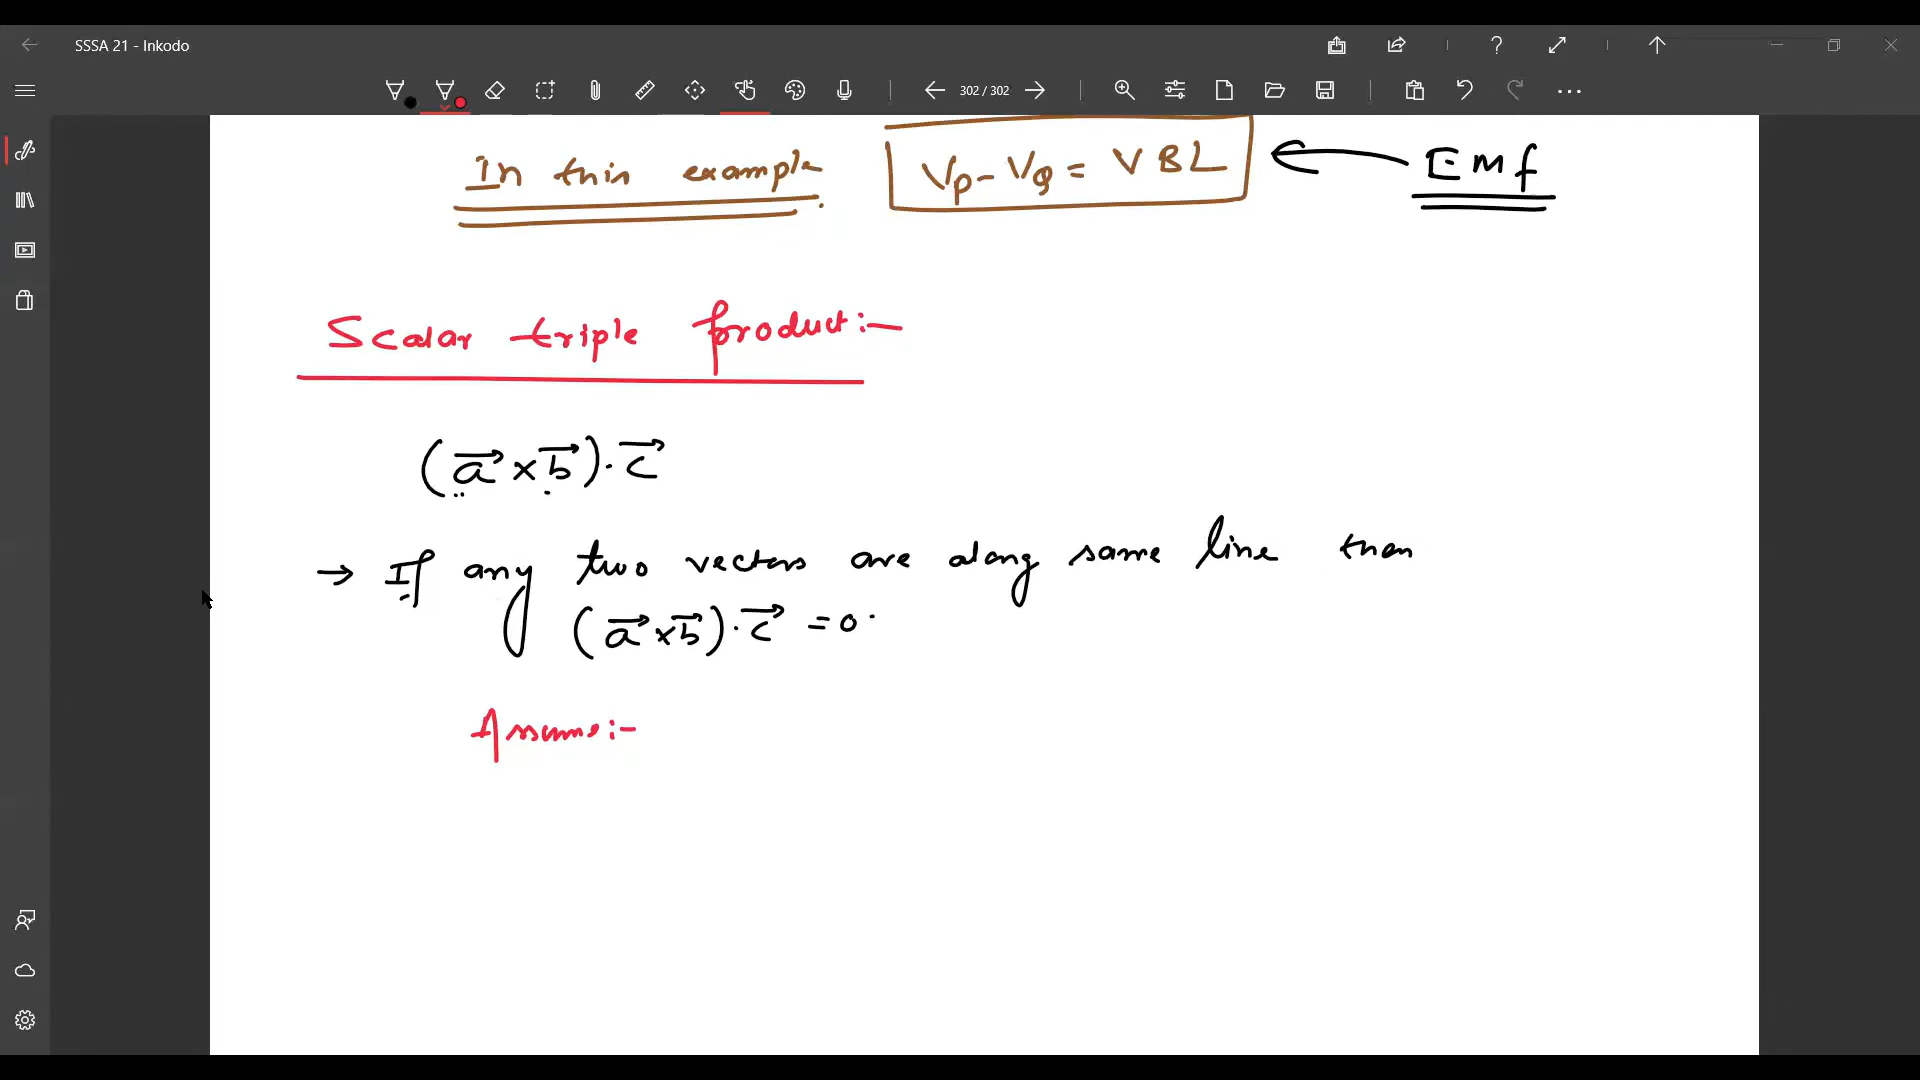 SSSA 21 - Inkodo
302 / 302
In this example VP - VQ = VBL Emf
Scalar triple product:-
(a⃗ × b⃗) . c⃗
→ If any two vectors are along same line then
(a⃗ × b⃗) . c⃗ = 0.
Assume:-